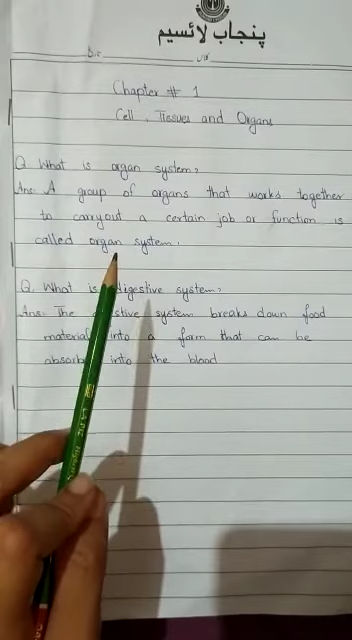 پنجاب لائسیم
Chapter # 1
Cell, Tissues and Organs
Q. What is organ system?
Ans: A group of organs that works together
to carryout a certain job or function is
called organ system.
Q. What is digestive system?
Ans: The stive system breaks down food
material into a form that can be
absorb into the blood